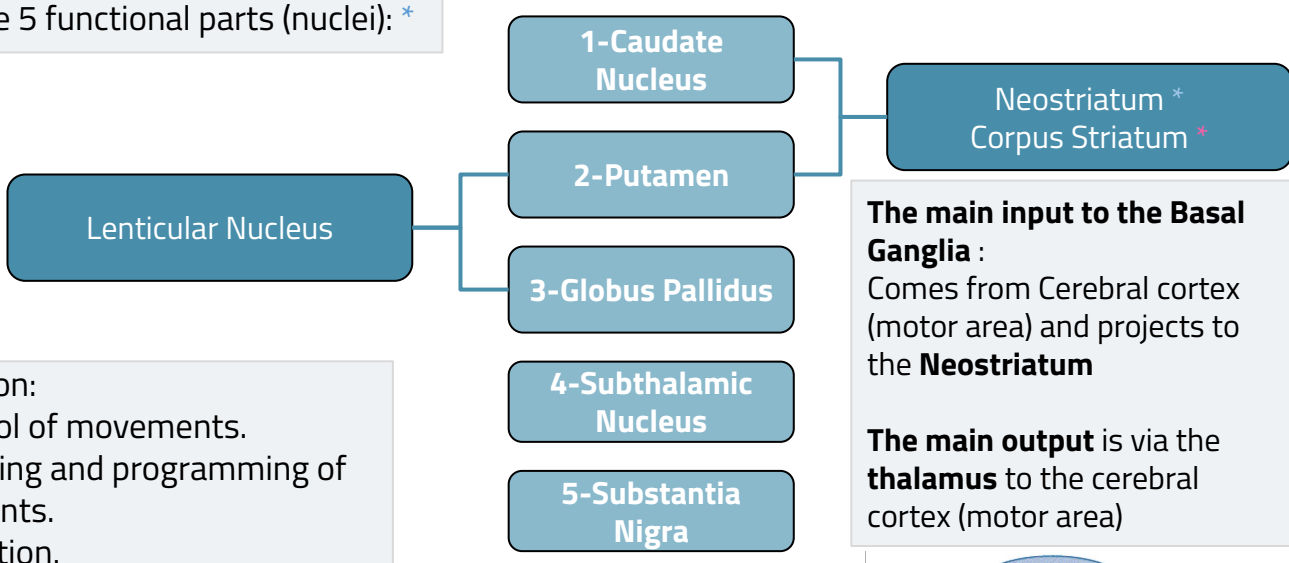 e 5 functional parts (nuclei): *
1-Caudate
Nucleus
Neostriatum *
Corpus Striatum *
2-Putamen
Lenticular Nucleus
3-Globus Pallidus
The main input to the Basal
Ganglia :
Comes from Cerebral cortex
(motor area) and projects to
the Neostriatum
The main output is via the
thalamus to the cerebral
cortex (motor area)
4-Subthalamic
Nucleus
5-Substantia
Nigra
on:
ol of movements.
ing and programming of
nts.
tion.